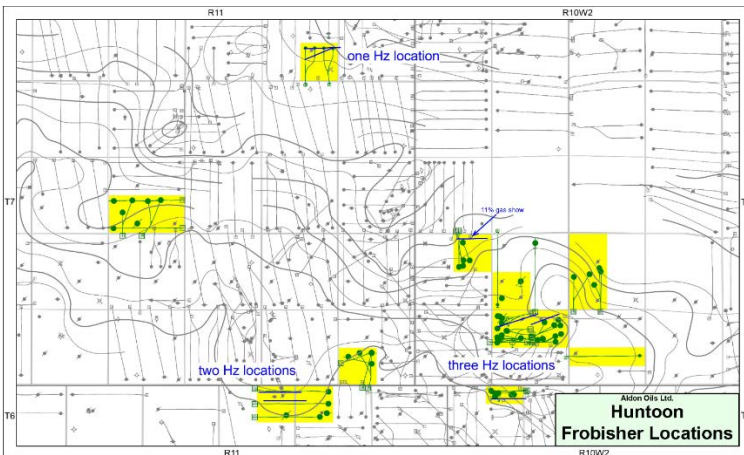 R11
R10W2
one Hz location
T7
T
11% gas show
two Hz locations
three Hz locations
T6
Aldon Oils Ltd.
Huntoon
Frobisher Locations
R11
R10W2